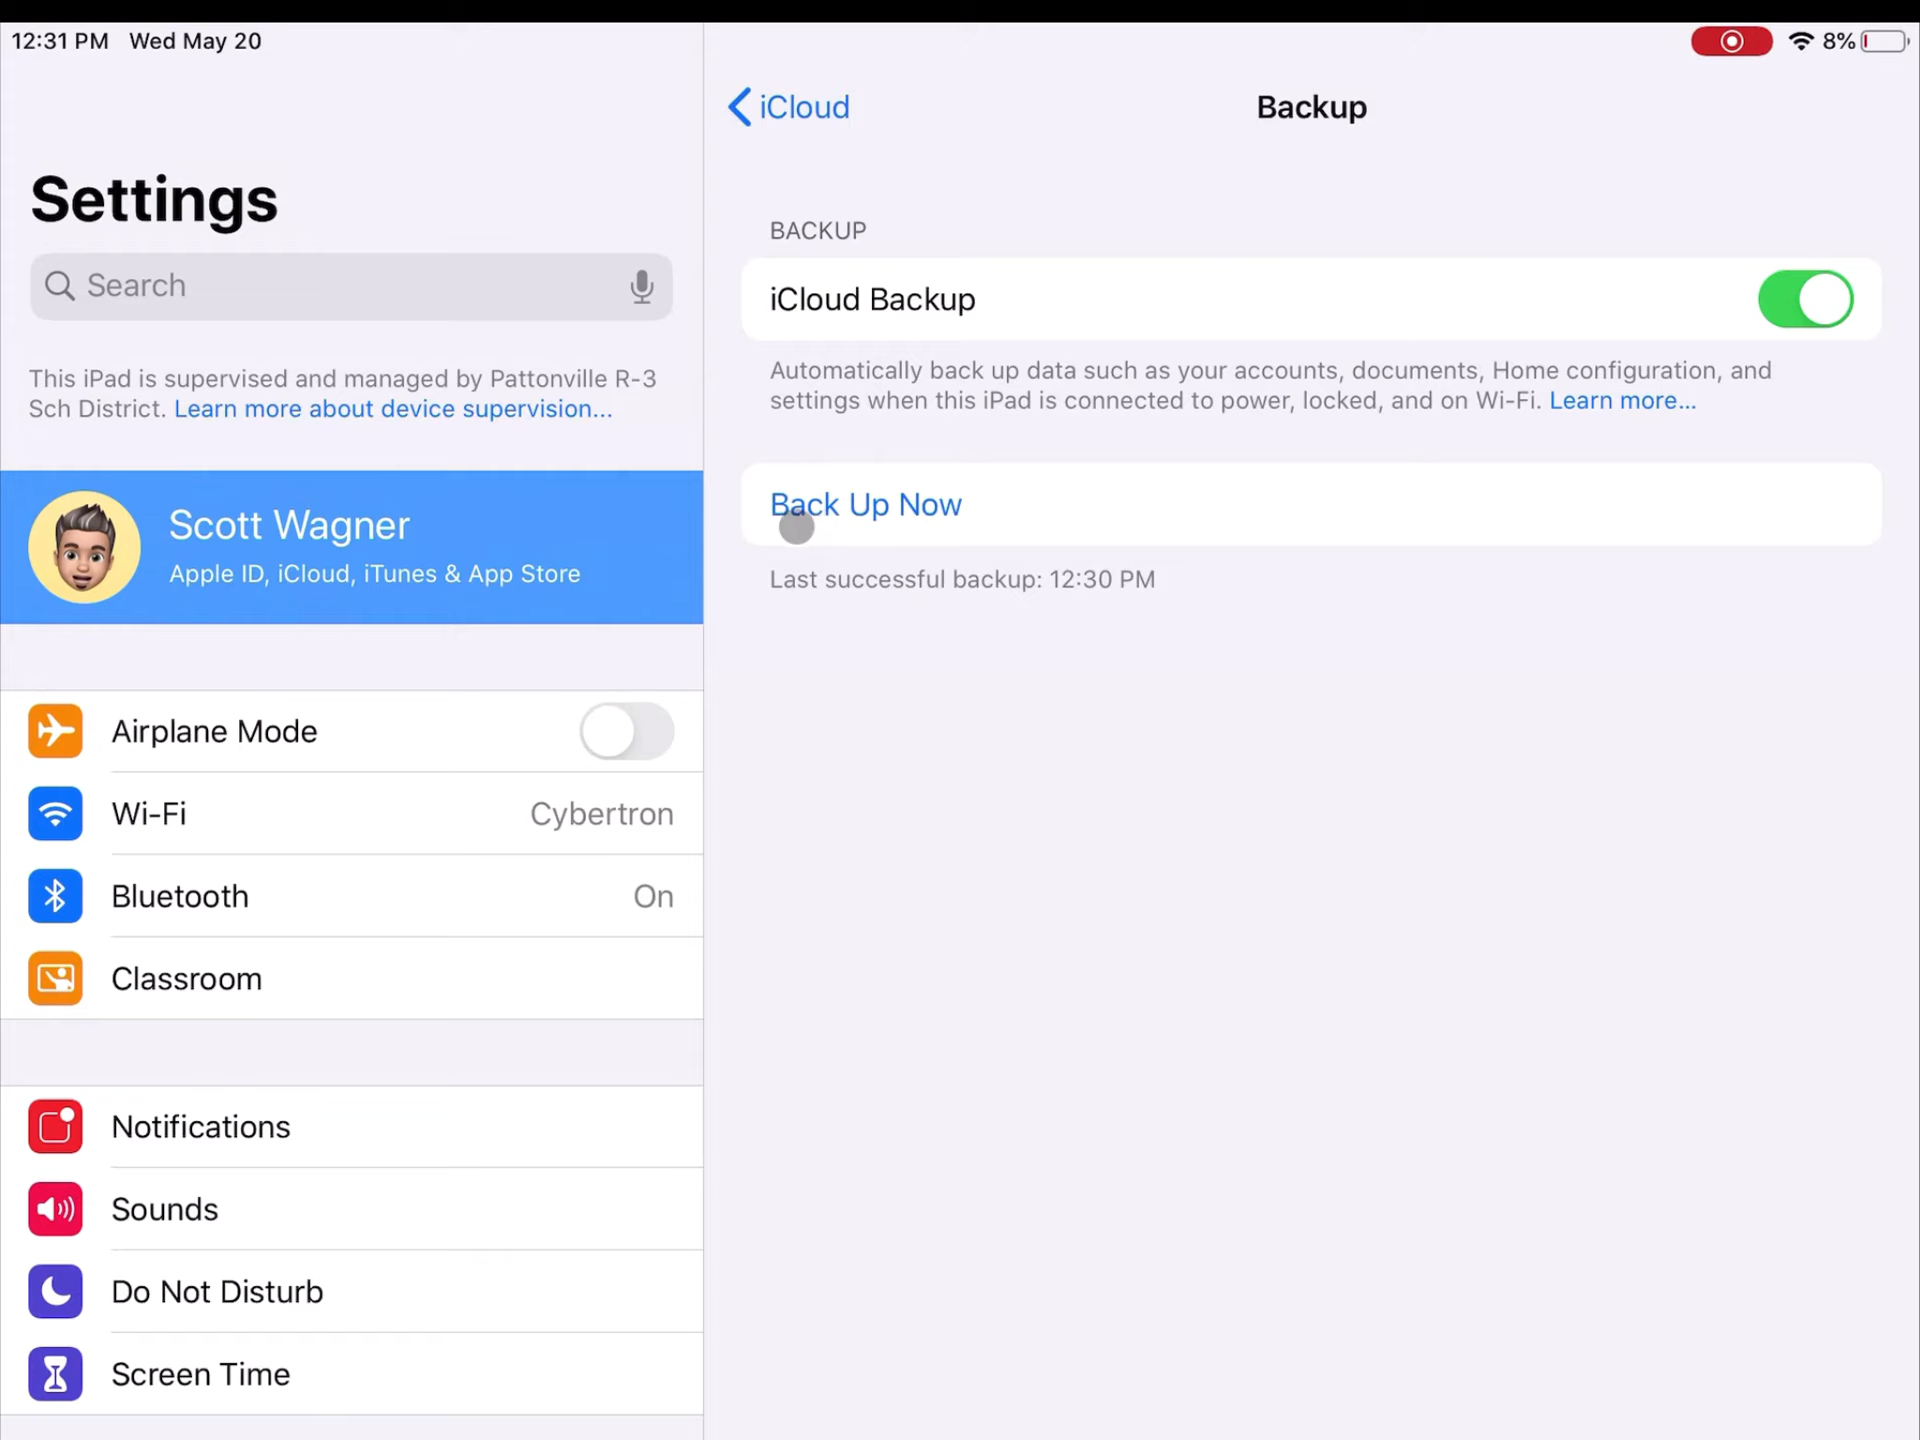 12:31 PM Wed May 20
8%
Settings
Search
This iPad is supervised and managed by Pattonville R-3
Sch District. Learn more about device supervision...
Scott Wagner
Apple ID, iCloud, iTunes & App Store
Airplane Mode
Wi-Fi Cybertron
Bluetooth On
Classroom
Notifications
Sounds
Do Not Disturb
Screen Time
iCloud
Backup
BACKUP
iCloud Backup
Automatically back up data such as your accounts, documents, Home configuration, and
settings when this iPad is connected to power, locked, and on Wi-Fi. Learn more...
Back Up Now
Last successful backup: 12:30 PM